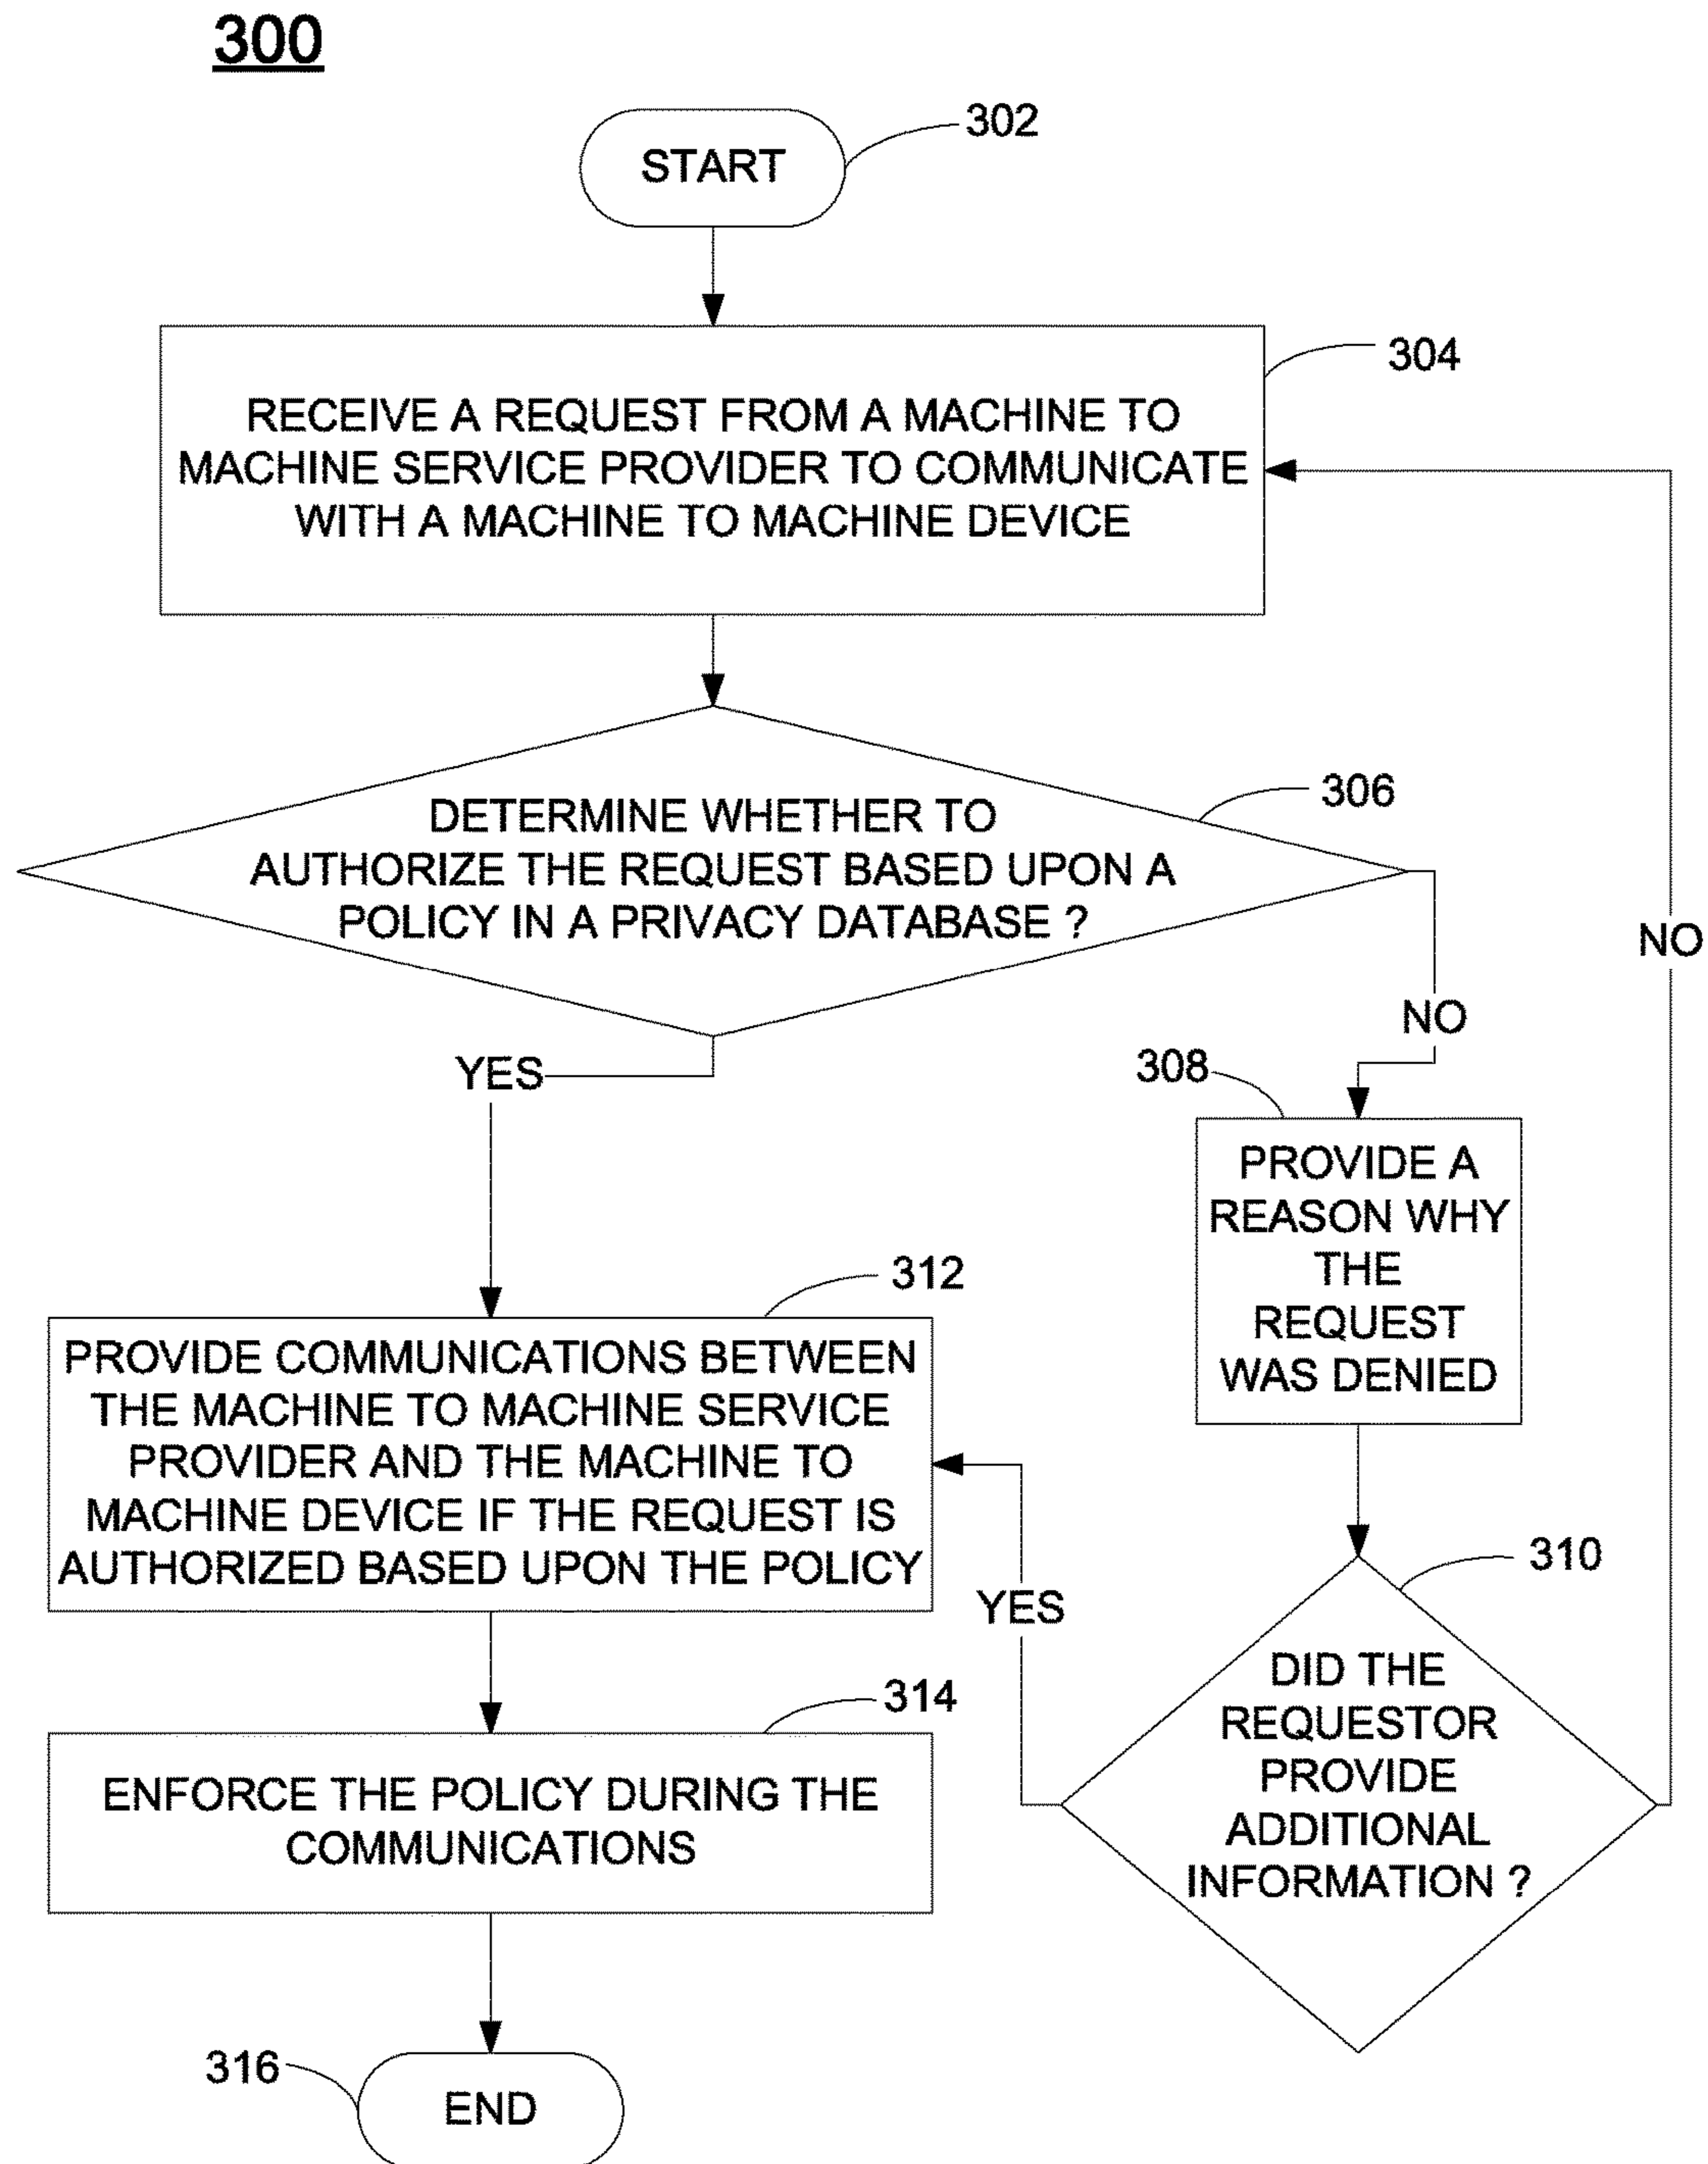 300
302
START
304
RECEIVE A REQUEST FROM A MACHINE TO
MACHINE SERVICE PROVIDER TO COMMUNICATE
WITH A MACHINE TO MACHINE DEVICE
306
DETERMINE WHETHER TO
AUTHORIZE THE REQUEST BASED UPON A
POLICY IN A PRIVACY DATABASE ?
NO
NO
YES
308
PROVIDE A
REASON WHY
THE
REQUEST
WAS DENIED
312
PROVIDE COMMUNICATIONS BETWEEN
THE MACHINE TO MACHINE SERVICE
PROVIDER AND THE MACHINE TO
MACHINE DEVICE IF THE REQUEST IS
AUTHORIZED BASED UPON THE POLICY
310
YES
DID THE
REQUESTOR
PROVIDE
ADDITIONAL
INFORMATION ?
314
ENFORCE THE POLICY DURING THE
COMMUNICATIONS
316
END